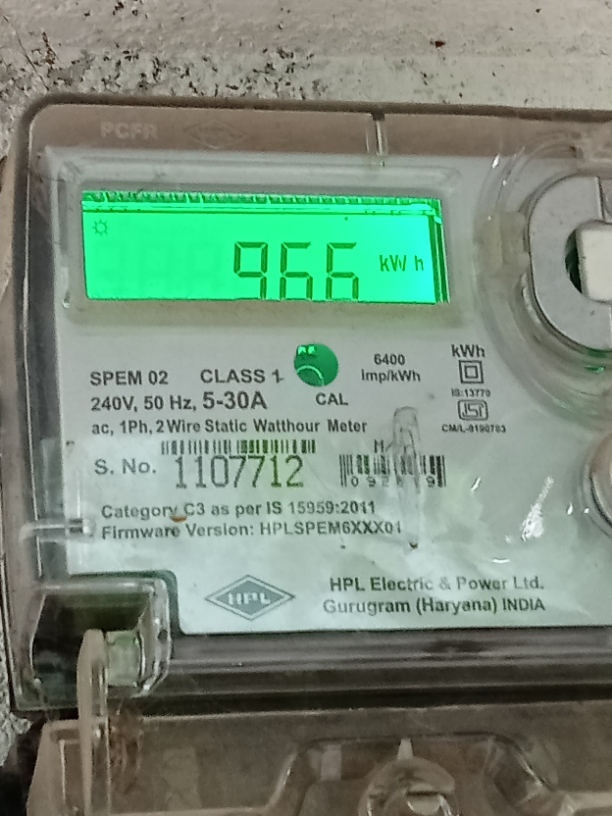 PCFR
966 kW h
kWh
6400
imp/kWh
SPEM 02 CLASS 1
IS:13779
240V, 50 Hz, 5-30A CAL
ac, 1Ph, 2 Wire Static Watthour Meter
S. No. 1107712
Category C3 as per IS 15959:2011
Firmware Version: HPLSPEM6XXX01
HPL
HPL Electric & Power Ltd.
Gurugram (Haryana) INDIA